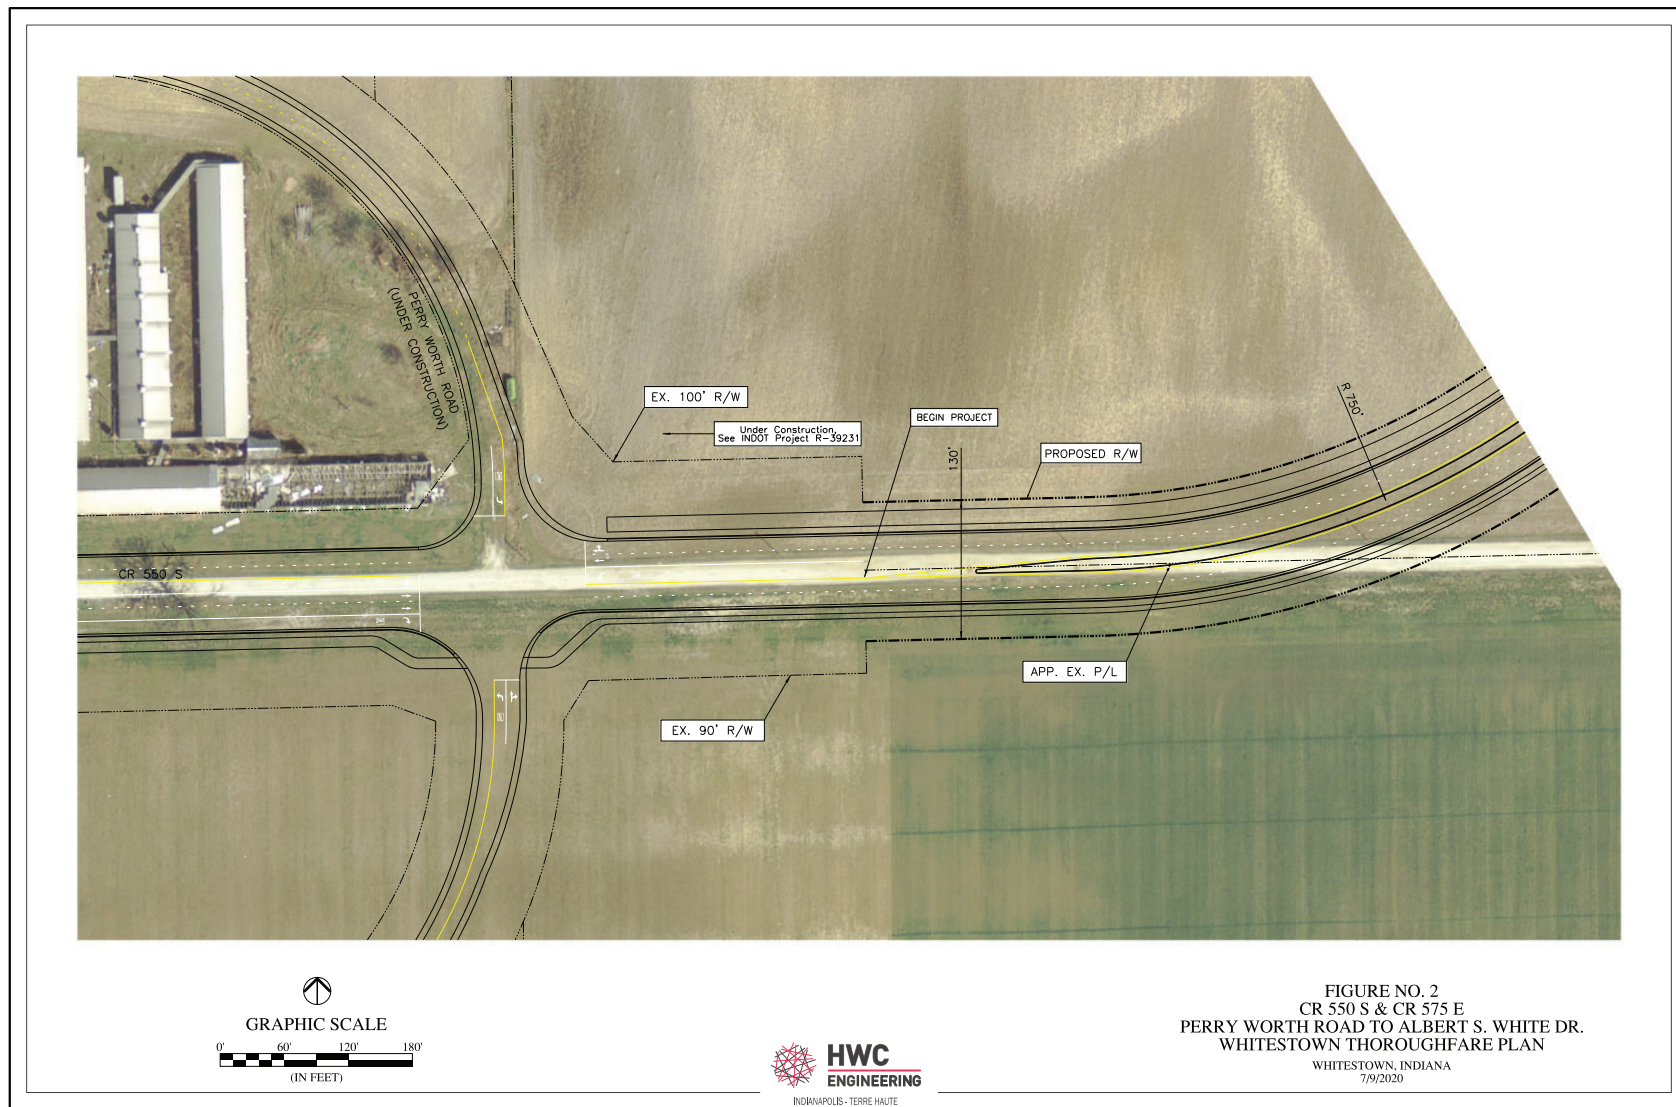 PERRY WORTH ROAD
(UNDER CONSTRUCTION)
EX. 100' R/W
Under Construction,
See INDOT Project R-39231
BEGIN PROJECT
130'
PROPOSED R/W
R 750'
CR 550 S
APP. EX. P/L
EX. 90' R/W
GRAPHIC SCALE
0' 60' 120' 180'
(IN FEET)
HWC
ENGINEERING
INDIANAPOLIS - TERRE HAUTE
FIGURE NO. 2
CR 550 S & CR 575 E
PERRY WORTH ROAD TO ALBERT S. WHITE DR.
WHITESTOWN THOROUGHFARE PLAN
WHITESTOWN, INDIANA
7/9/2020